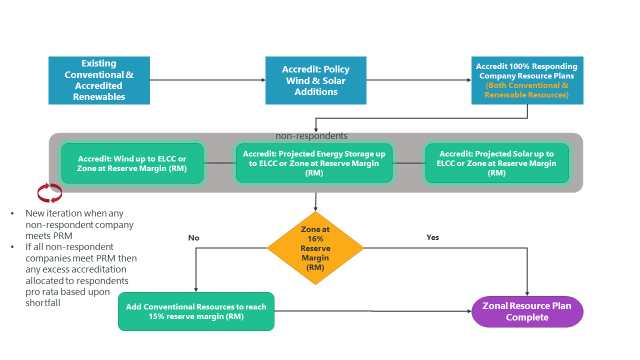 Existing
Conventional &
Accredited
Renewables
Accredit: Policy
Wind & Solar
Additions
Accredit 100% Responding
Company Resource Plans
(Both Conventional &
Renewable Resources)
non-respondents
Accredit: Wind up to ELCC or
Zone at Reserve Margin (RM)
Accredit: Projected Energy Storage up
to ELCC or Zone at Reserve Margin
(RM)
Accredit: Projected Solar up to
ELCC or Zone at Reserve Margin
(RM)
• New iteration when any
non-respondent company
meets PRM
• If all non-respondent
companies meet PRM then
any excess accreditation
allocated to respondents
pro rata based upon
shortfall
No
Zone at
16%
Reserve
Margin
(RM)
Yes
Add Conventional Resources to reach
15% reserve margin (RM)
Zonal Resource Plan
Complete